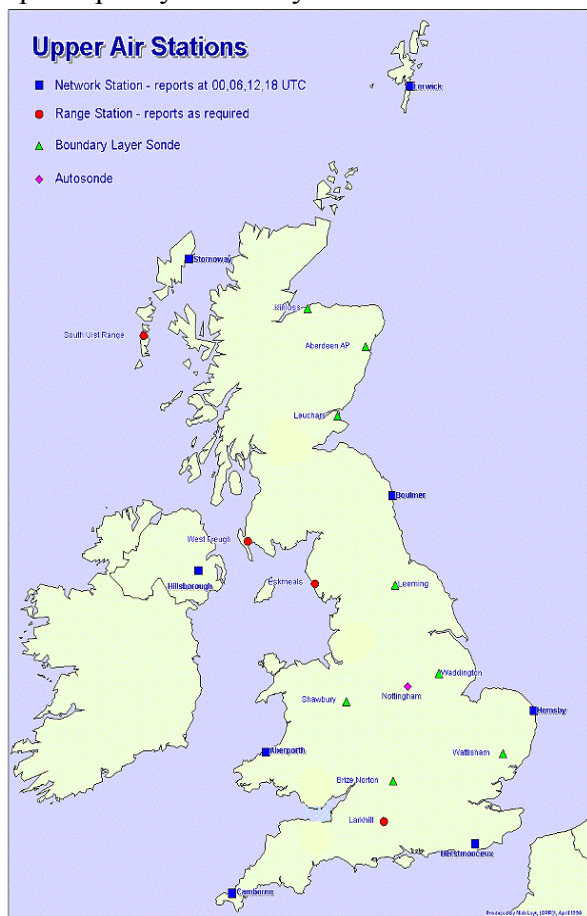 Upper Air Stations
Network Station - reports at 00,06,12,18 UTC
Range Station - reports as required
Boundary Layer Sonde
Autosonde
Lerwick
Stornoway
Kinloss
South Uist Range
Aberdeen AP
Leuchars
Boulmer
West Freugh
Hillsborough
Eskmeals
Leeming
Waddington
Nottingham
Shawbury
Hemsby
Aberporth
Wattisham
Brize Norton
Larkhill
Herstmonceux
Camborne